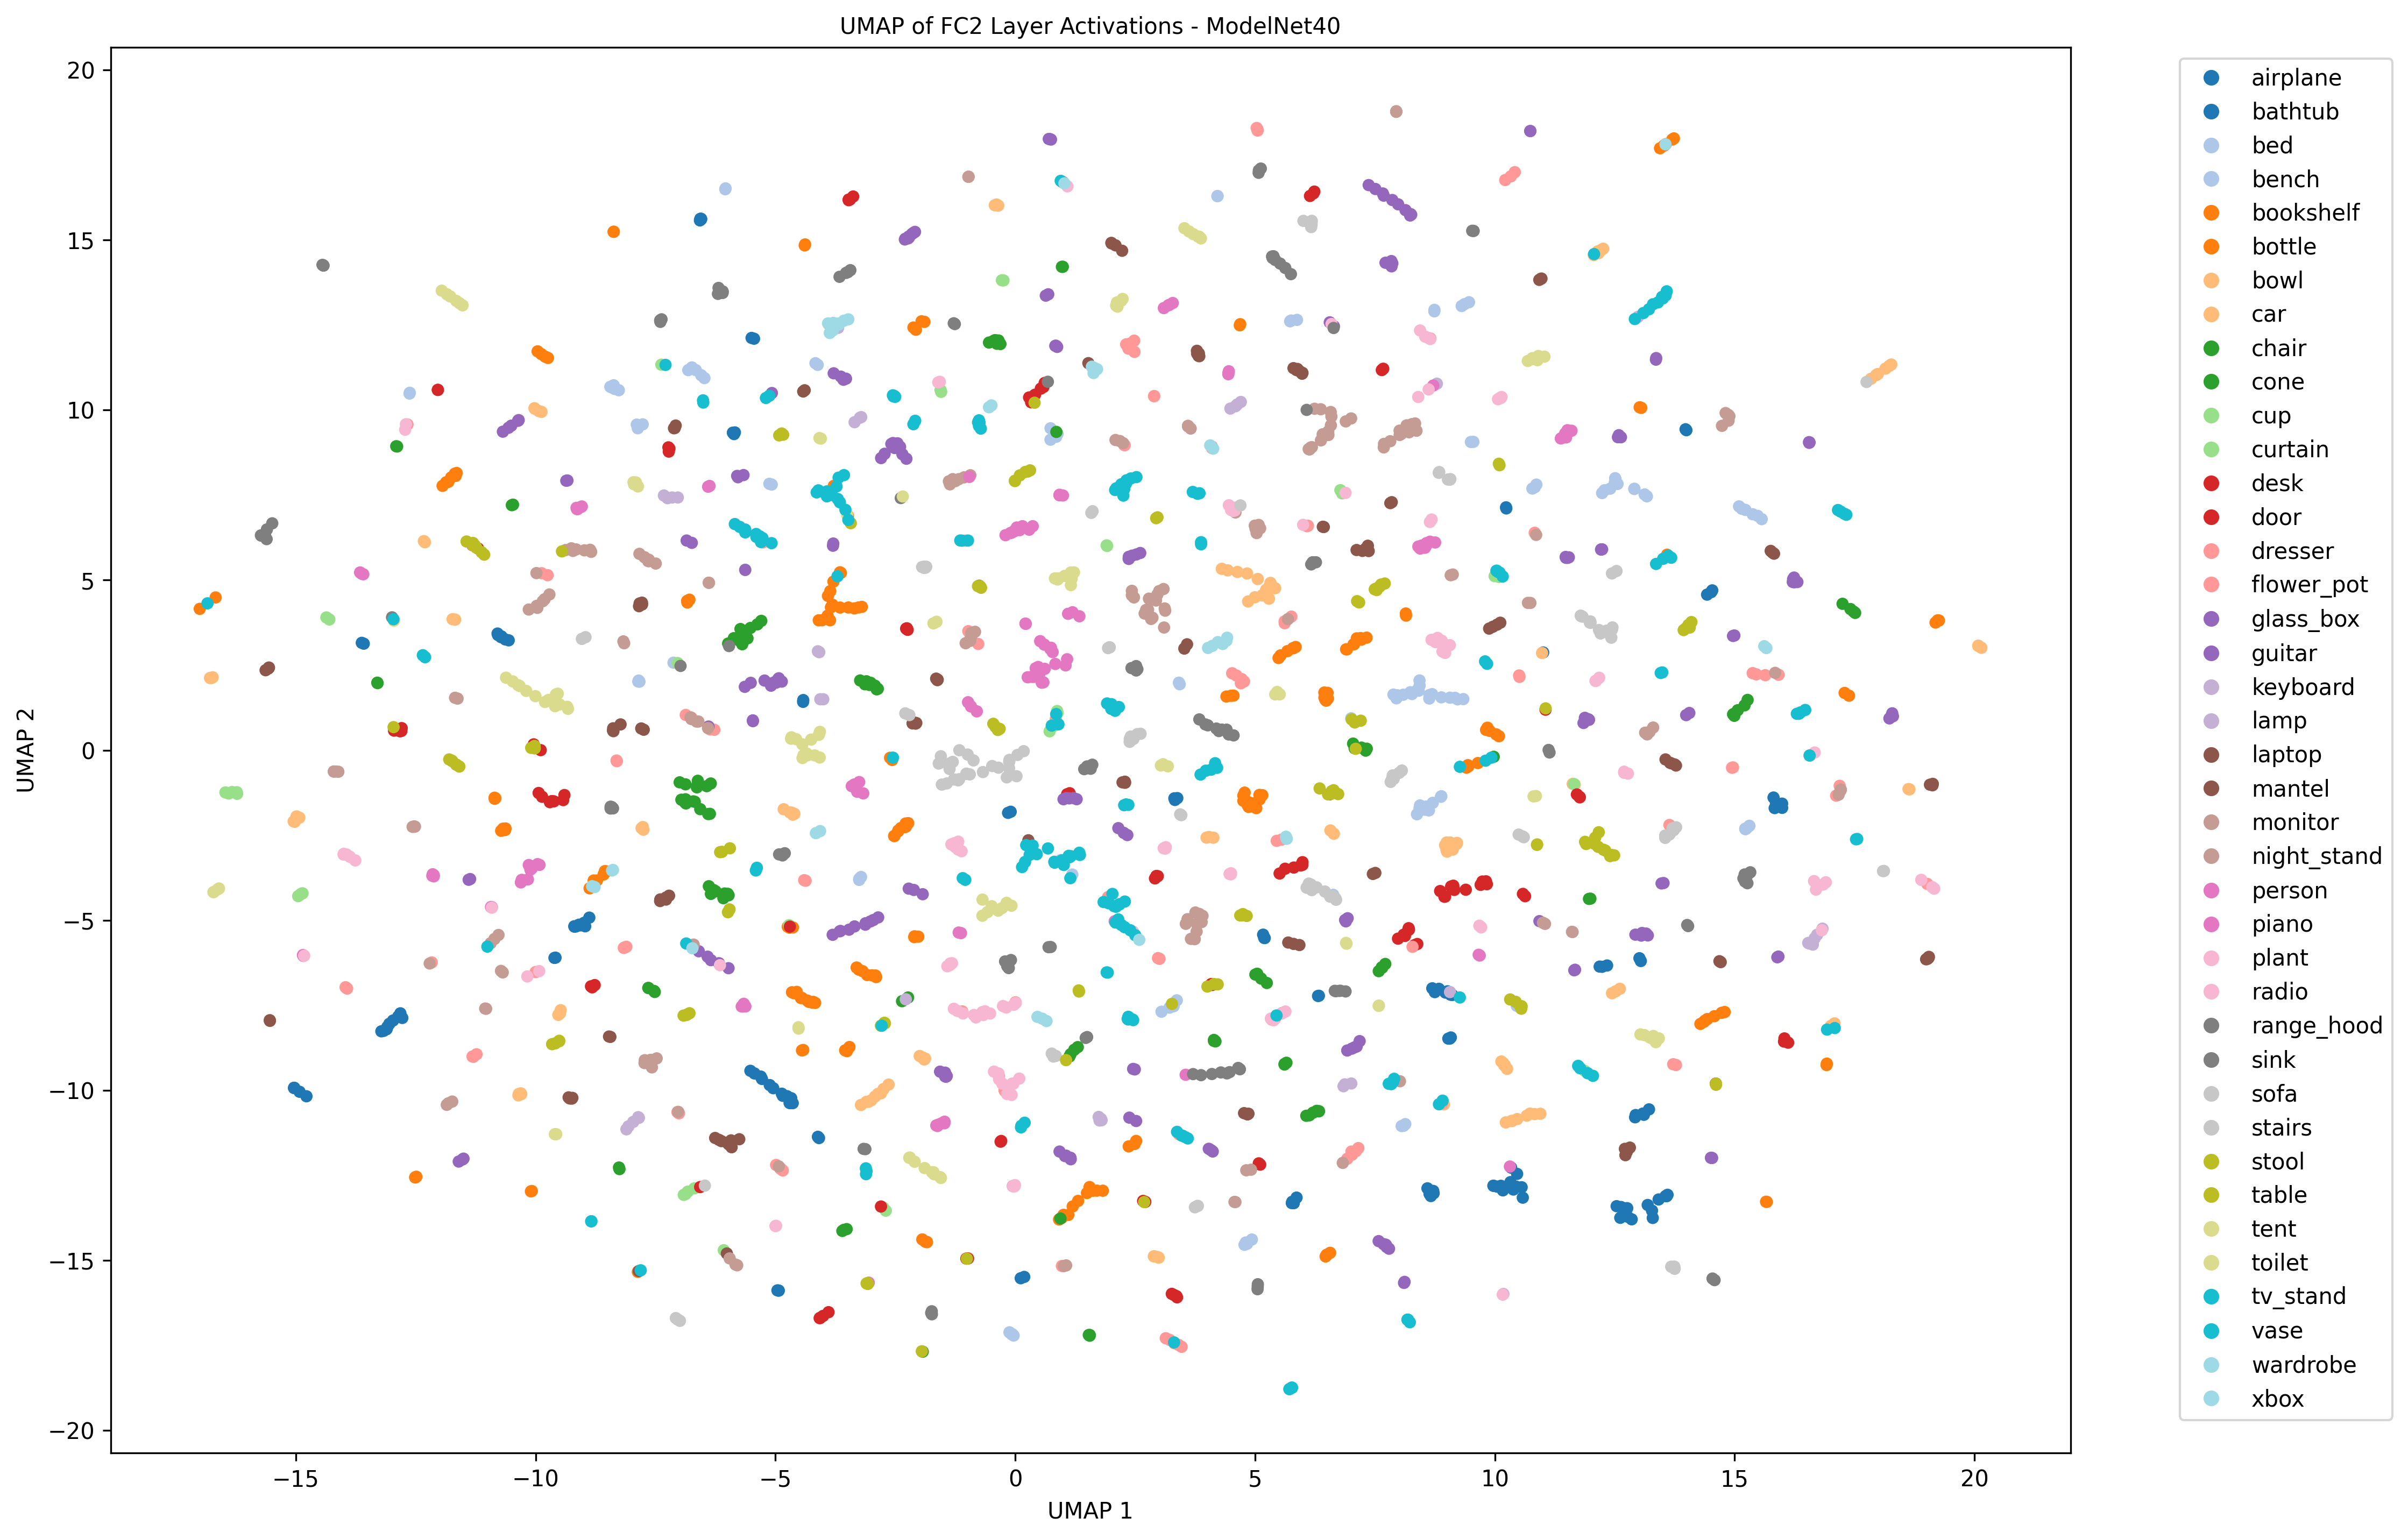 UMAP of FC2 Layer Activations - ModelNet40
20
15
10
5
0
−5
−10
−15
−20
UMAP 2
−15
−10
−5
0
5
10
15
20
UMAP 1
airplane
bathtub
bed
bench
bookshelf
bottle
bowl
car
chair
cone
cup
curtain
desk
door
dresser
flower_pot
glass_box
guitar
keyboard
lamp
laptop
mantel
monitor
night_stand
person
piano
plant
radio
range_hood
sink
sofa
stairs
stool
table
tent
toilet
tv_stand
vase
wardrobe
xbox